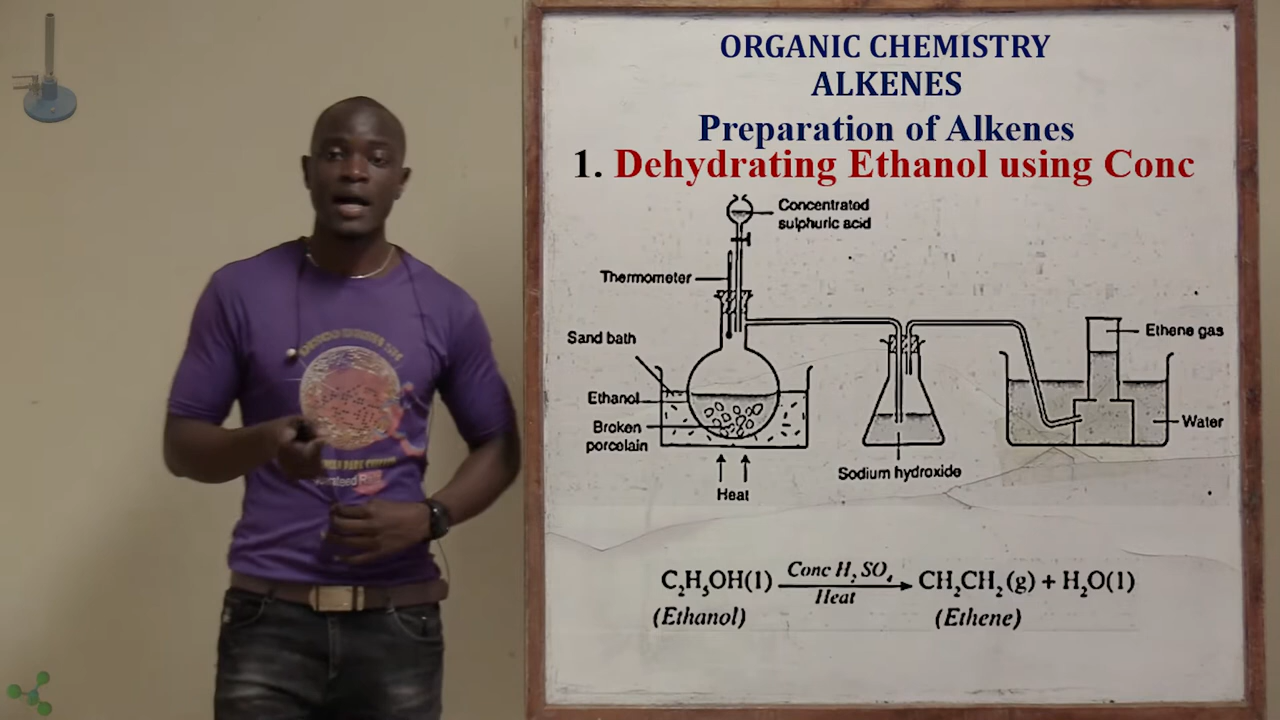 ORGANIC CHEMISTRY
ALKENES
Preparation of Alkenes
1. Dehydrating Ethanol using Conc
Concentrated
sulphuric acid
Thermometer
Sand bath
Ethene gas
Ethanol
Broken
porcelain
Water
Sodium hydroxide
Heat
C₂H₅OH(l) Conc H₂SO₄ CH₂CH₂(g) + H₂O(l)
Heat
(Ethanol) (Ethene)